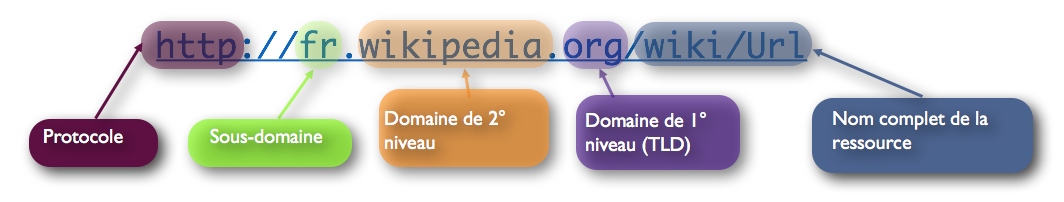 http://fr.wikipedia.org/wiki/Url
Protocole
Sous-domaine
Domaine de 2°
niveau
Domaine de 1°
niveau (TLD)
Nom complet de la
ressource